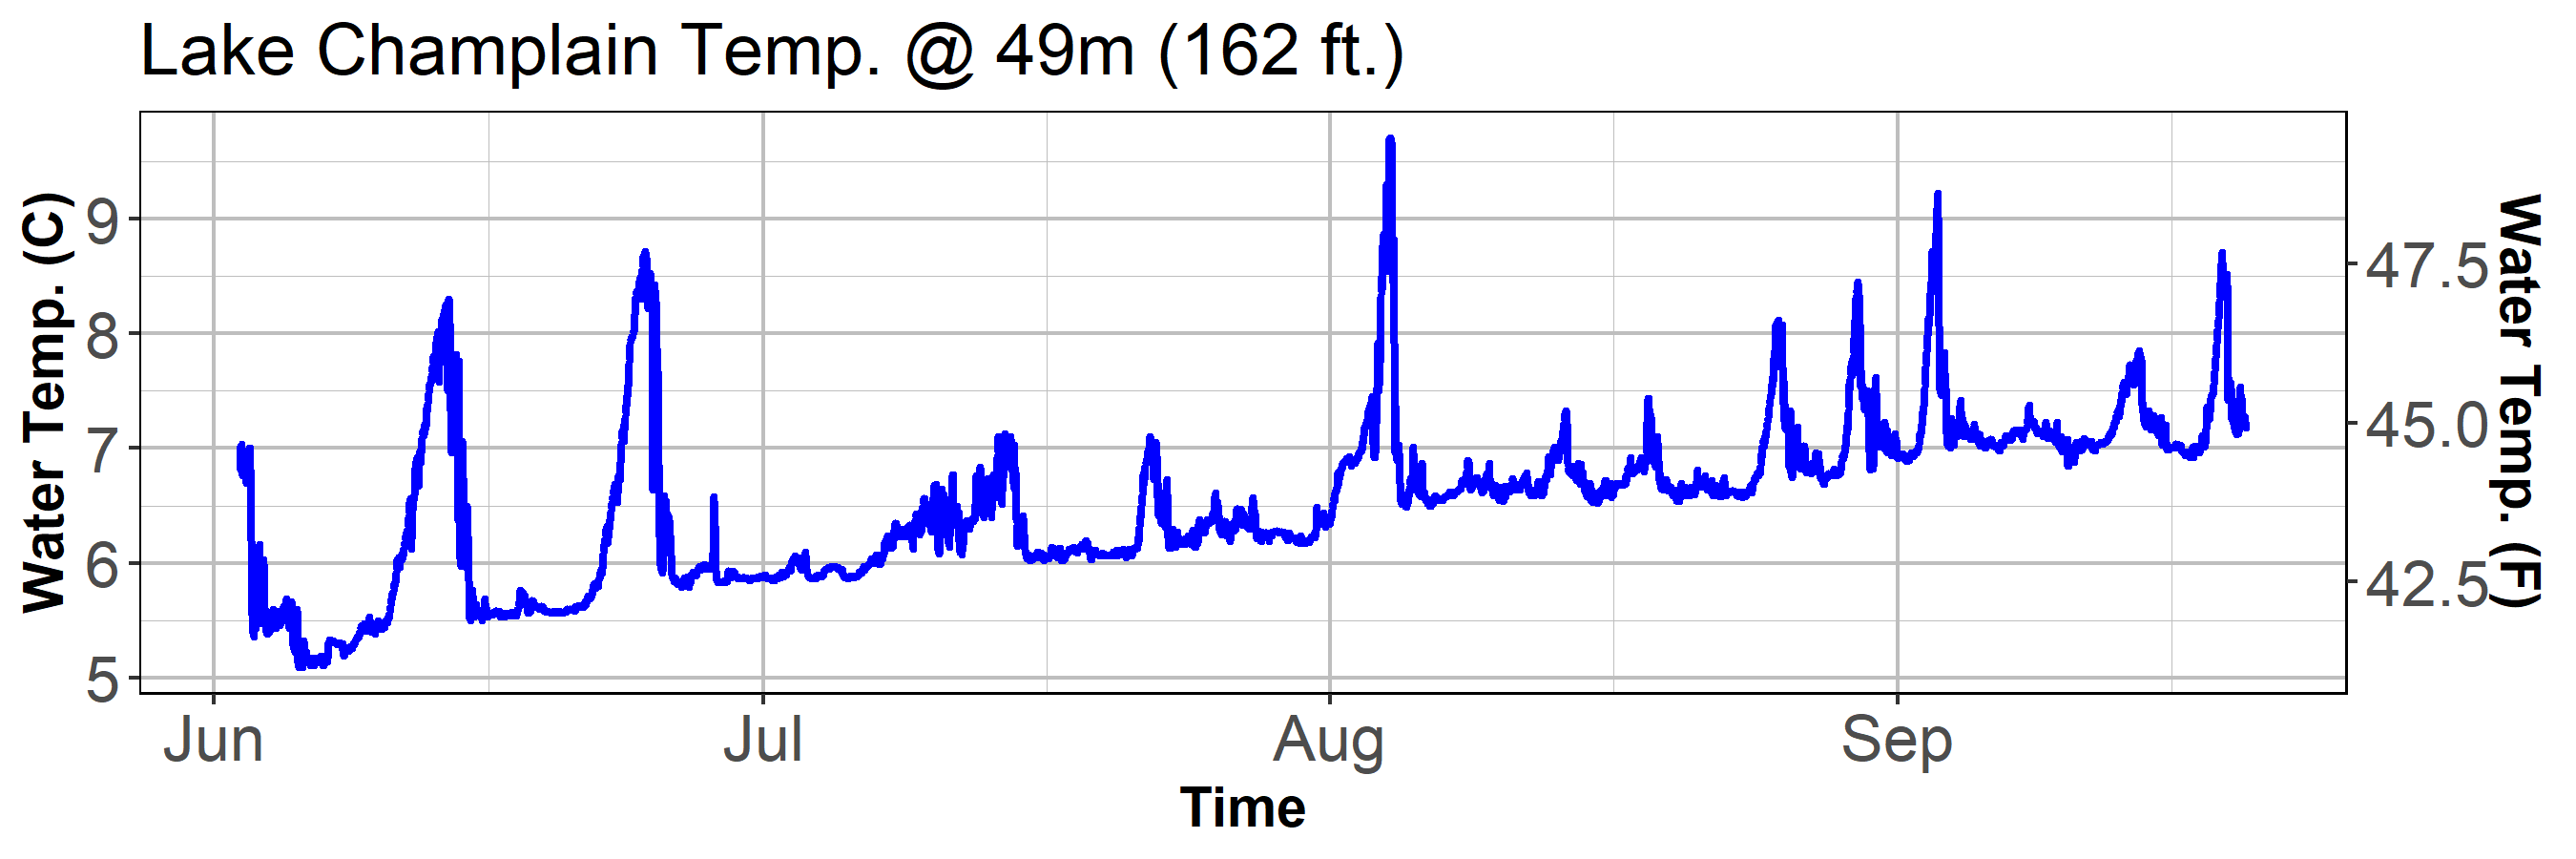 Lake Champlain Temp. @ 49m (162 ft.)
Water Temp. (C)
9
8
7
6
5
47.5
45.0
42.5
Water Temp. (F)
Jun Jul Aug Sep
Time